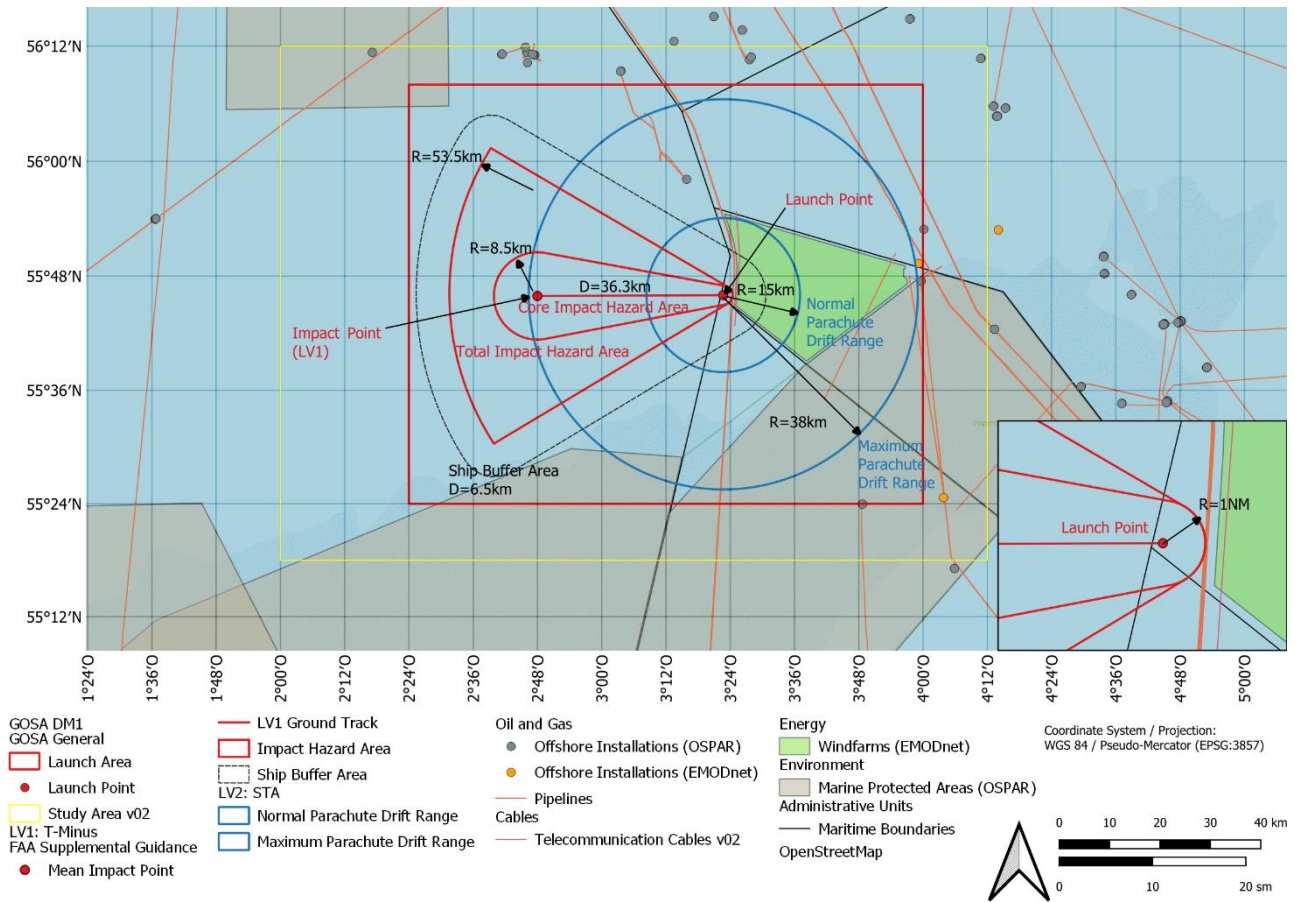 56°12'N
56°00'N
55°48'N
55°36'N
55°24'N
55°12'N
R=53.5km
Launch Point
R=8.5km
D=36.3km
R=15km
Core Impact Hazard Area
Normal
Parachute
Drift Range
Impact Point
(LV1)
Total Impact Hazard Area
R=38km
Maximum
Parachute
Drift Range
Ship Buffer Area
D=6.5km
R=1NM
Launch Point
1°24'O
1°36'O
1°48'O
2°00'O
2°12'O
2°24'O
2°36'O
2°48'O
3°00'O
3°12'O
3°24'O
3°36'O
3°48'O
4°00'O
4°12'O
4°24'O
4°36'O
4°48'O
5°00'O
GOSA DM1
GOSA General
Launch Area
Launch Point
Study Area v02
LV1: T-Minus
FAA Supplemental Guidance
Mean Impact Point
LV1 Ground Track
Impact Hazard Area
Ship Buffer Area
LV2: STA
Normal Parachute Drift Range
Maximum Parachute Drift Range
Oil and Gas
Offshore Installations (OSPAR)
Offshore Installations (EMODnet)
Pipelines
Cables
Telecommunication Cables v02
Energy
Windfarms (EMODnet)
Environment
Marine Protected Areas (OSPAR)
Administrative Units
Maritime Boundaries
OpenStreetMap
Coordinate System / Projection:
WGS 84 / Pseudo-Mercator (EPSG:3857)
0 10 20 30 40 km
0 10 20 sm